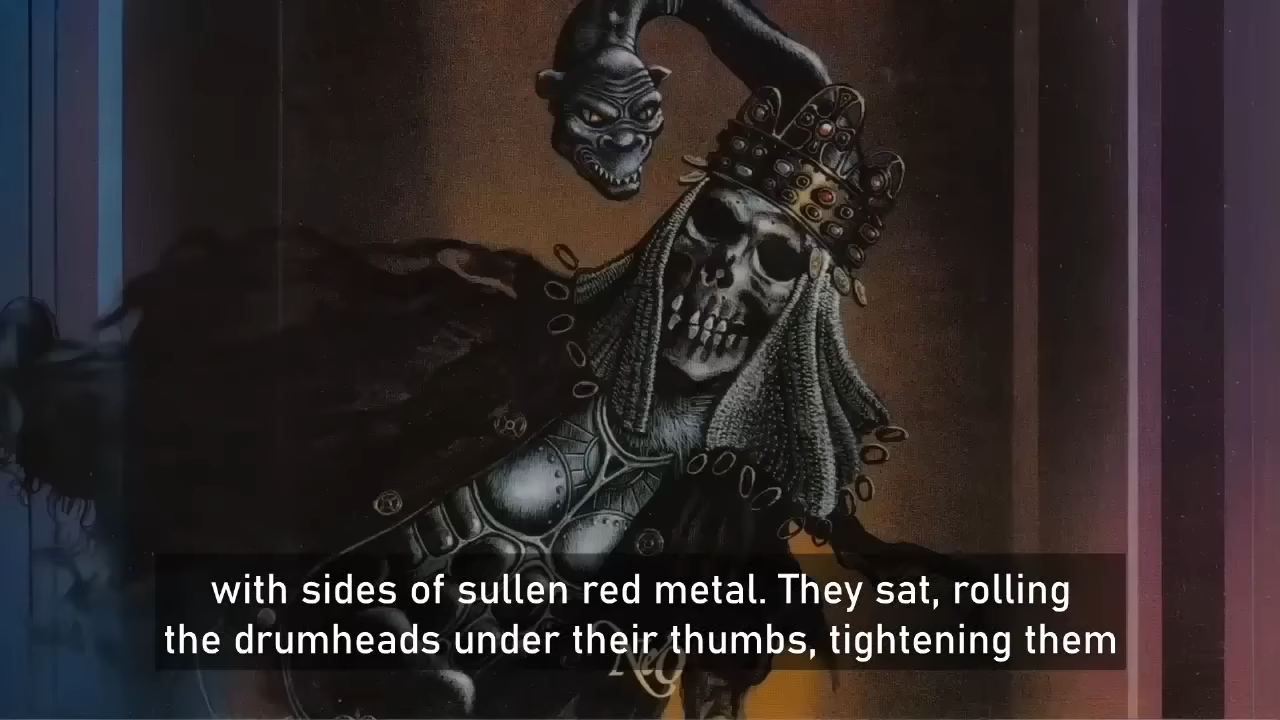 with sides of sullen red metal. They sat, rolling
the drumheads under their thumbs, tightening them